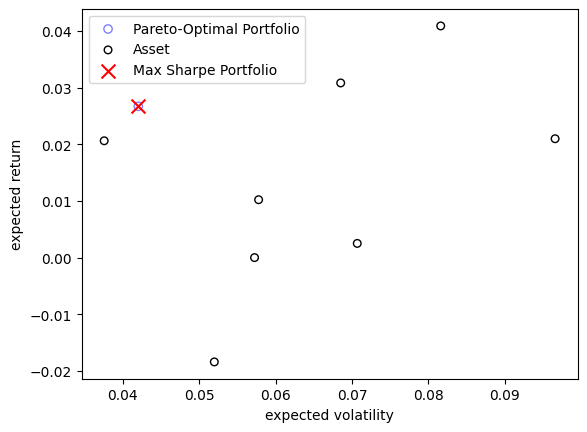 Pareto-Optimal Portfolio
Asset
Max Sharpe Portfolio
0.04
0.03
0.02
0.01
0.00
−0.01
−0.02
expected return
0.04 0.05 0.06 0.07 0.08 0.09
expected volatility